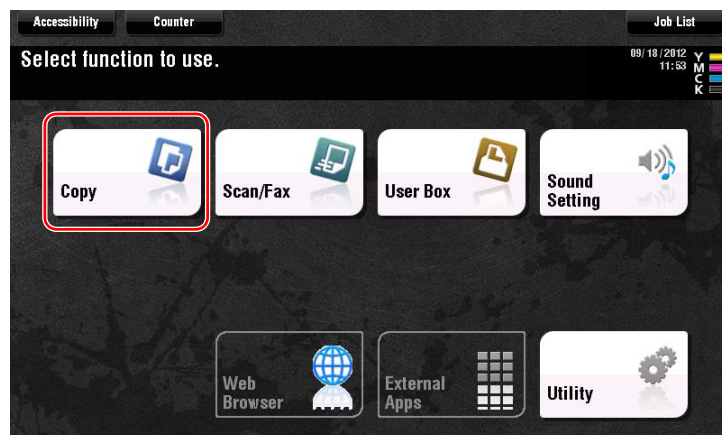 Accessibility Counter Job List
Select function to use.
09/18/2012
11:53
Y
M
C
K
Copy
Scan/Fax
User Box
Sound
Setting
Web
Browser
External
Apps
Utility